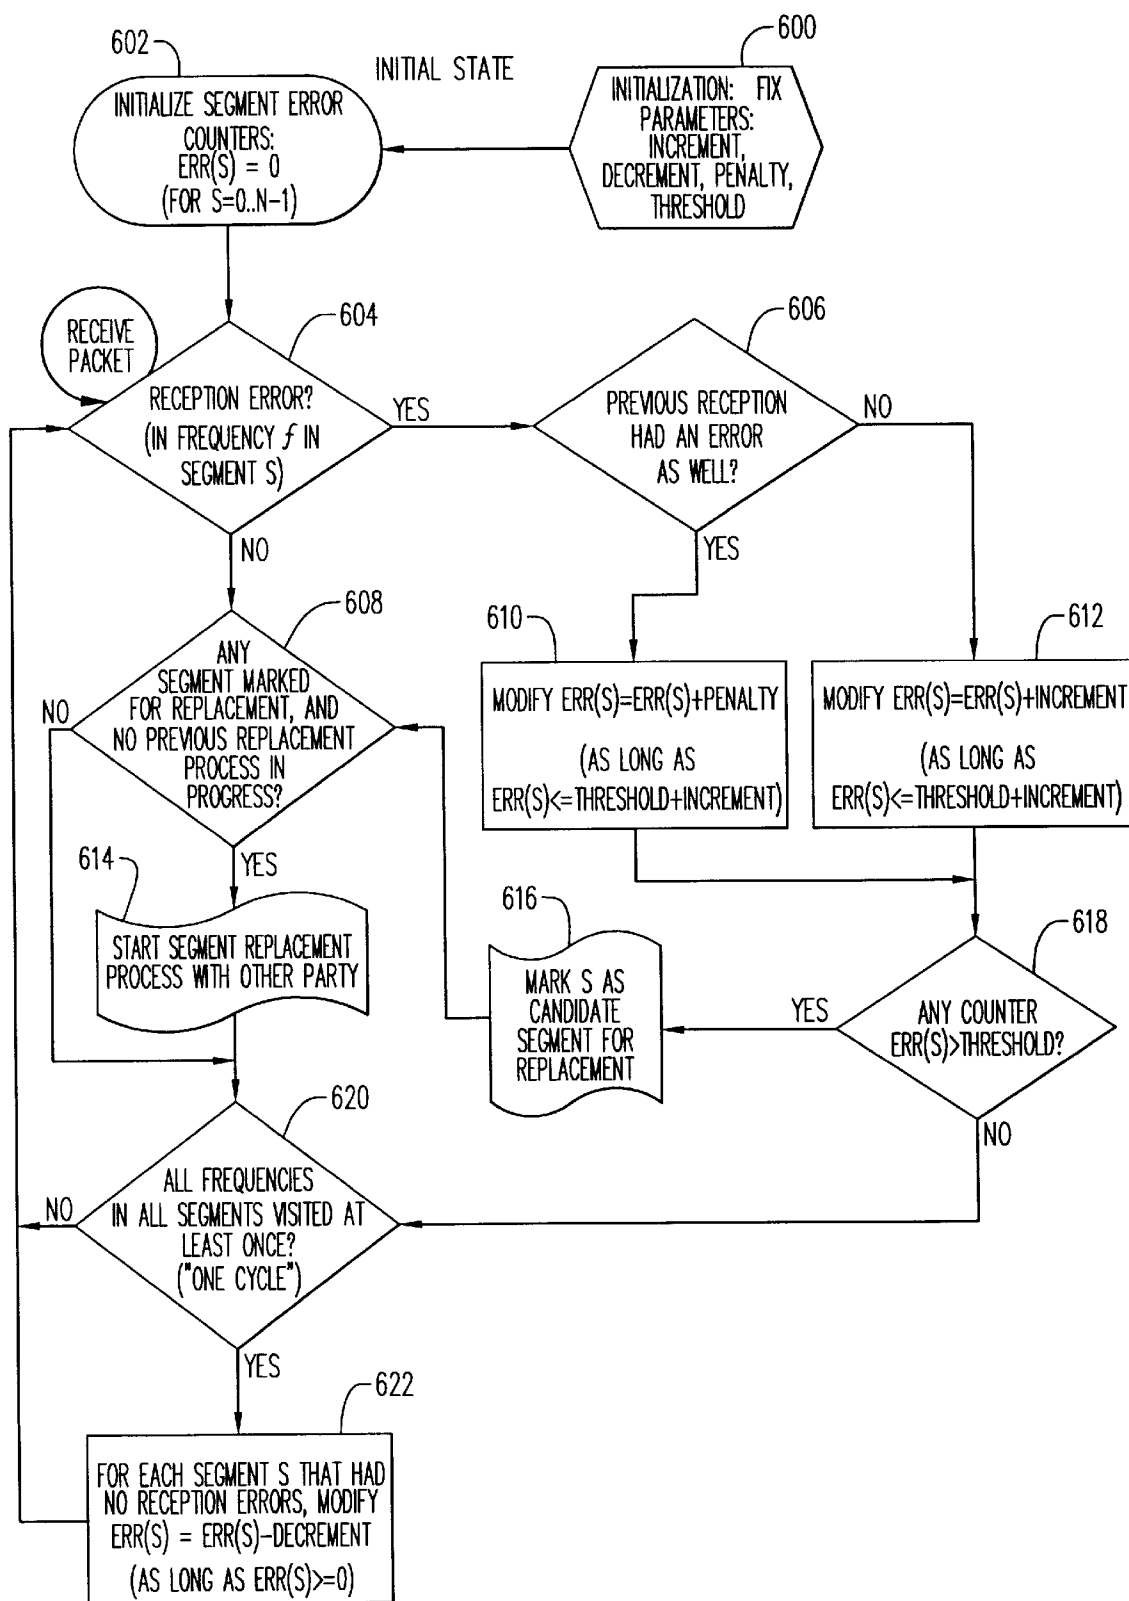 602
INITIALIZE SEGMENT ERROR
COUNTERS:
ERR(S) = 0
(FOR S=0..N-1)
INITIAL STATE
600
INITIALIZATION: FIX
PARAMETERS:
INCREMENT,
DECREMENT, PENALTY,
THRESHOLD
RECEIVE
PACKET
604
RECEPTION ERROR?
(IN FREQUENCY f IN
SEGMENT S)
YES
NO
606
PREVIOUS RECEPTION
HAD AN ERROR
AS WELL?
NO
YES
608
ANY
SEGMENT MARKED
FOR REPLACEMENT, AND
NO PREVIOUS REPLACEMENT
PROCESS IN
PROGRESS?
NO
YES
610
MODIFY ERR(S)=ERR(S)+PENALTY
(AS LONG AS
ERR(S)<=THRESHOLD+INCREMENT)
612
MODIFY ERR(S)=ERR(S)+INCREMENT
(AS LONG AS
ERR(S)<=THRESHOLD+INCREMENT)
614
START SEGMENT REPLACEMENT
PROCESS WITH OTHER PARTY
616
MARK S AS
CANDIDATE
SEGMENT FOR
REPLACEMENT
618
ANY COUNTER
ERR(S)>THRESHOLD?
YES
NO
620
ALL FREQUENCIES
IN ALL SEGMENTS VISITED AT
LEAST ONCE?
("ONE CYCLE")
NO
YES
622
FOR EACH SEGMENT S THAT HAD
NO RECEPTION ERRORS, MODIFY
ERR(S) = ERR(S)-DECREMENT
(AS LONG AS ERR(S)>=0)